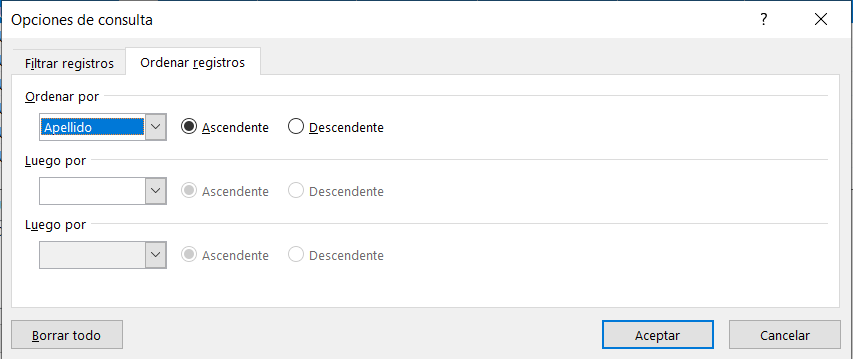 Opciones de consulta ?
Filtrar registros Ordenar registros
Ordenar por
Apellido Ascendente Descendente
Luego por
Ascendente Descendente
Luego por
Ascendente Descendente
Borrar todo Aceptar Cancelar